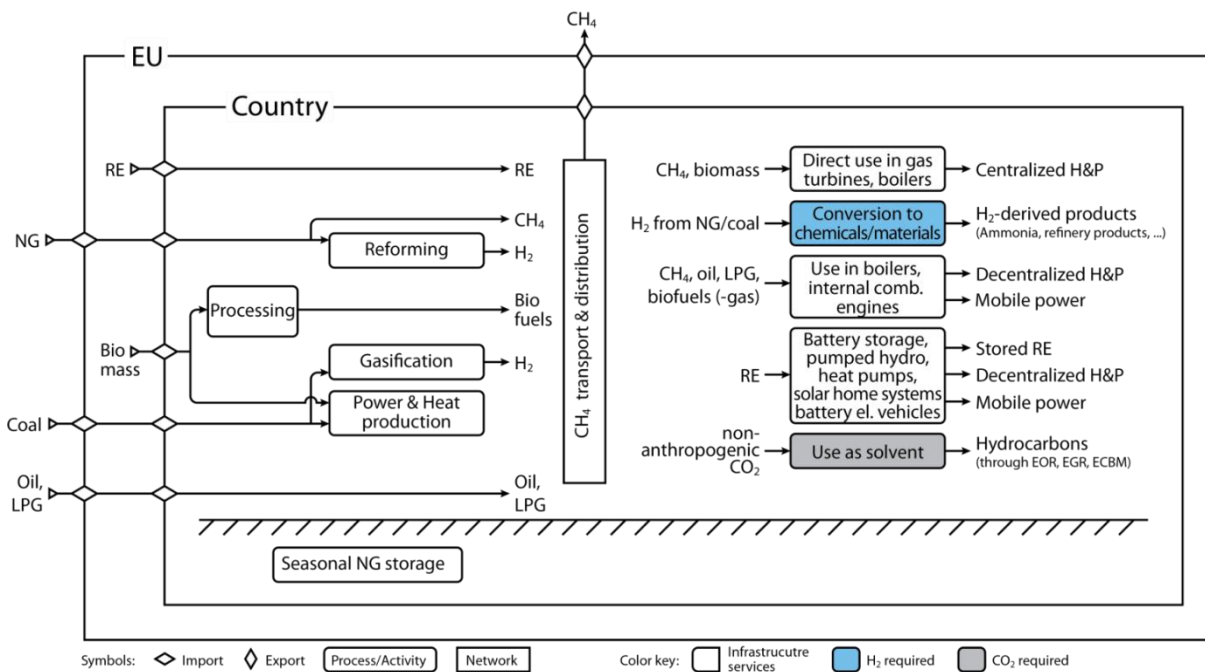 CH₄
EU
Country
RE
RE
NG
CH₄
Reforming
H₂
Processing
Bio
fuels
Bio
mass
Gasification
H₂
Power & Heat
production
Coal
Oil,
LPG
Oil,
LPG
CH₄ transport & distribution
CH₄, biomass
Direct use in gas
turbines, boilers
Centralized H&P
H₂ from NG/coal
Conversion to
chemicals/materials
H₂-derived products
(Ammonia, refinery products, ...)
CH₄, oil, LPG,
biofuels (-gas)
Use in boilers,
internal comb.
engines
Decentralized H&P
Mobile power
RE
Battery storage,
pumped hydro,
heat pumps,
solar home systems
battery el. vehicles
Stored RE
Decentralized H&P
Mobile power
non-
anthropogenic
CO₂
Use as solvent
Hydrocarbons
(through EOR, EGR, ECBM)
Seasonal NG storage
Symbols:
Import
Export
Process/Activity
Network
Color key:
Infrastrucutre
services
H₂ required
CO₂ required